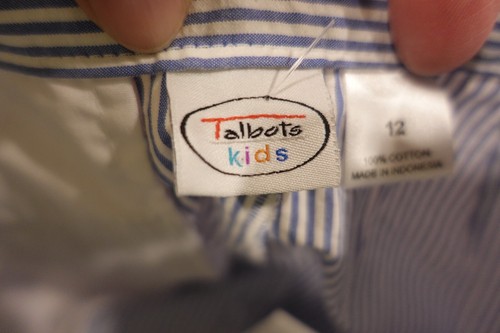 Talbots
kids
12
100% COTTON
MADE IN INDONESIA